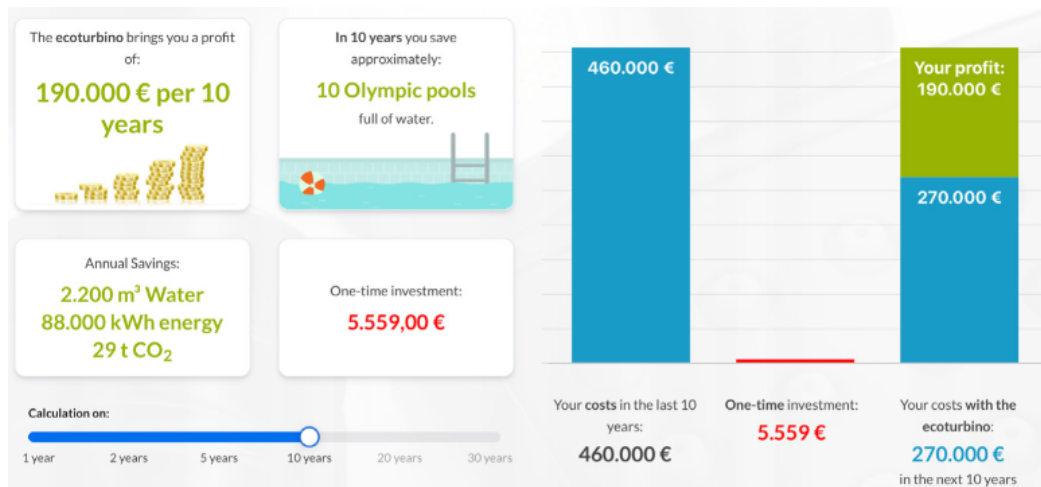 The ecoturbino brings you a profit
of:
190.000 € per 10
years
In 10 years you save
approximately:
10 Olympic pools
full of water.
Annual Savings:
2.200 m³ Water
88.000 kWh energy
29 t CO₂
One-time investment:
5.559,00 €
Calculation on:
1 year
2 years
5 years
10 years
20 years
30 years
460.000 €
Your profit:
190.000 €
270.000 €
Your costs in the last 10
years:
460.000 €
One-time investment:
5.559 €
Your costs with the
ecoturbino:
270.000 €
in the next 10 years